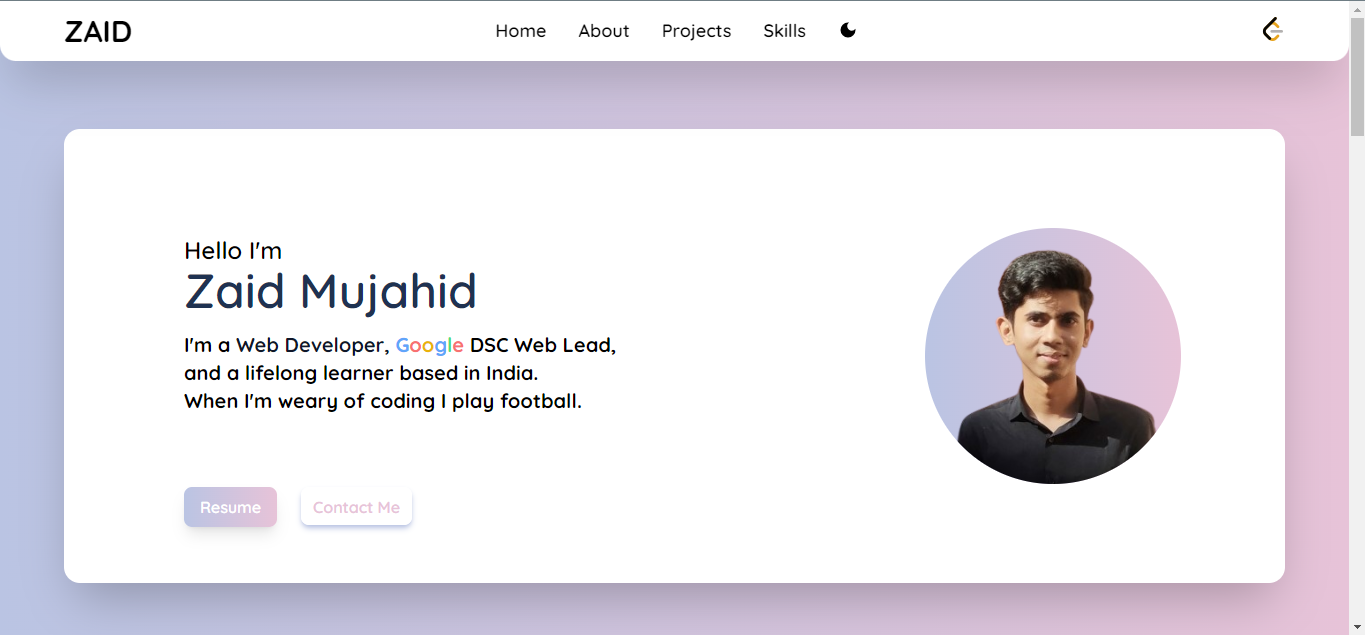 ZAID
Home About Projects Skills
Hello I'm
Zaid Mujahid
I'm a Web Developer, Google DSC Web Lead,
and a lifelong learner based in India.
When I'm weary of coding I play football.
Resume Contact Me